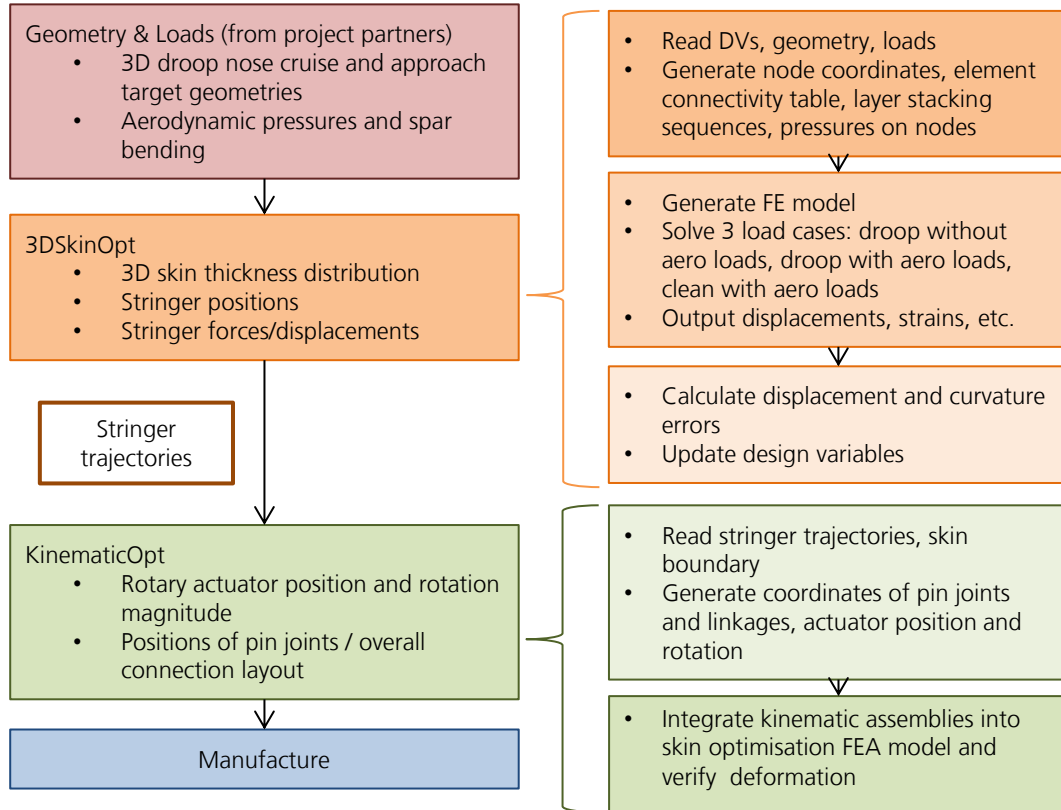 Geometry & Loads (from project partners)
• 3D droop nose cruise and approach
target geometries
• Aerodynamic pressures and spar
bending
3DSkinOpt
• 3D skin thickness distribution
• Stringer positions
• Stringer forces/displacements
Stringer
trajectories
KinematicOpt
• Rotary actuator position and rotation
magnitude
• Positions of pin joints / overall
connection layout
Manufacture
• Read DVs, geometry, loads
• Generate node coordinates, element
connectivity table, layer stacking
sequences, pressures on nodes
• Generate FE model
• Solve 3 load cases: droop without
aero loads, droop with aero loads,
clean with aero loads
• Output displacements, strains, etc.
• Calculate displacement and curvature
errors
• Update design variables
• Read stringer trajectories, skin
boundary
• Generate coordinates of pin joints
and linkages, actuator position and
rotation
• Integrate kinematic assemblies into
skin optimisation FEA model and
verify deformation